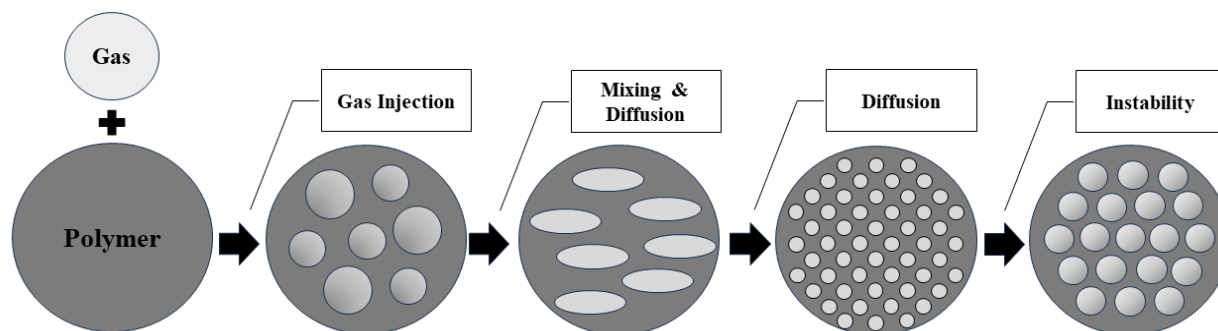 Gas
Polymer
Gas Injection
Mixing &
Diffusion
Diffusion
Instability